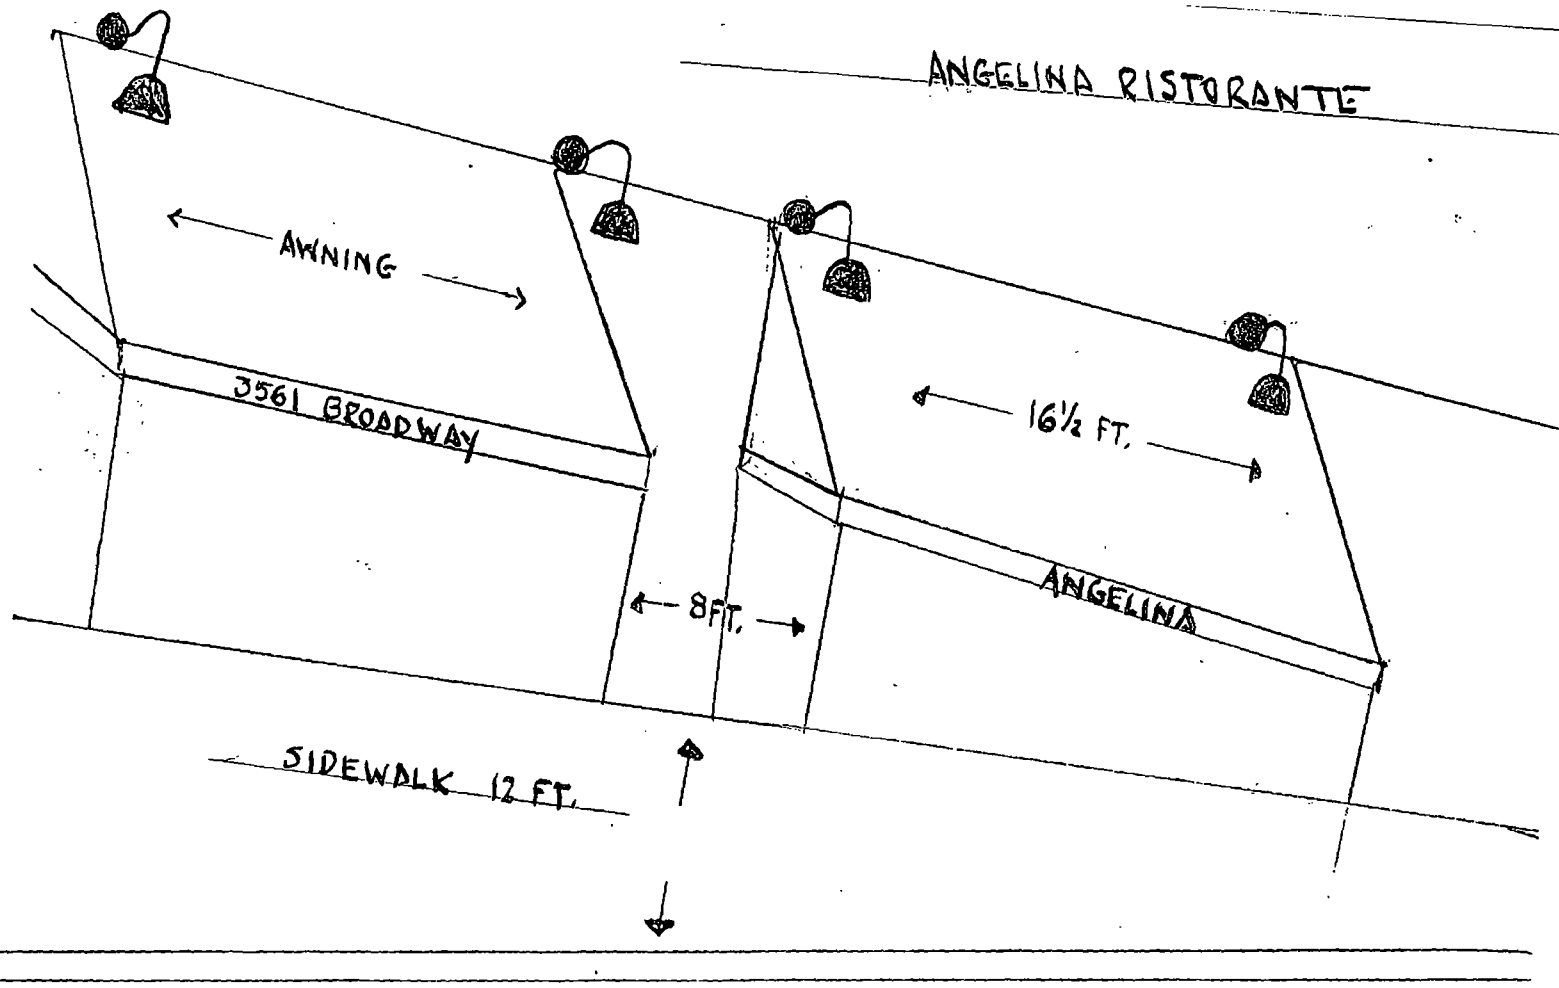 ANGELINA RISTORANTE
AWNING
3561 BROADWAY
16½ FT.
8FT.
ANGELINA
SIDEWALK 12 FT.